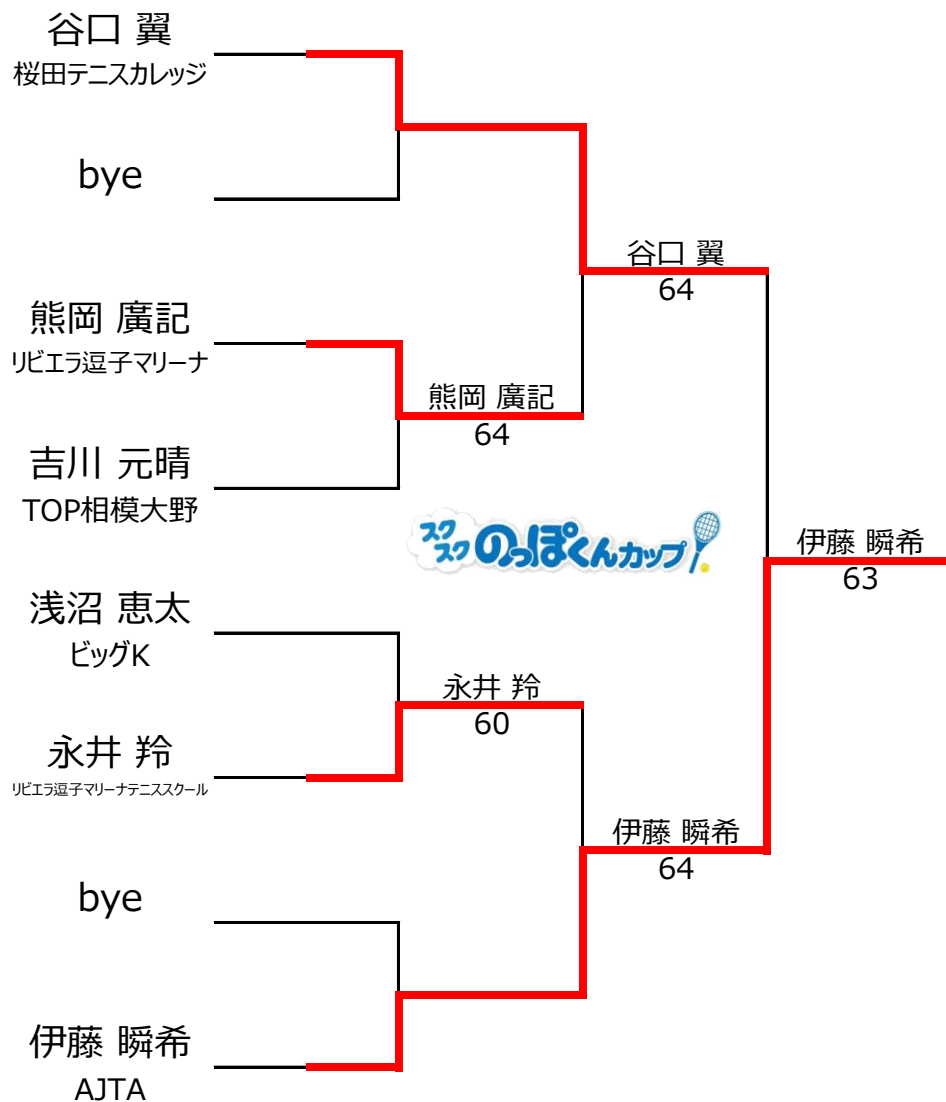 谷口 翼
桜田テニスカレッジ
bye
谷口 翼
64
熊岡 廣記
リビエラ逗子マリーナ
熊岡 廣記
64
吉川 元晴
TOP相模大野
スク
スク のっぽくんカップ
伊藤 瞬希
63
浅沼 恵太
ビッグK
永井 羚
60
永井 羚
リビエラ逗子マリーナテニススクール
伊藤 瞬希
64
bye
伊藤 瞬希
AJTA